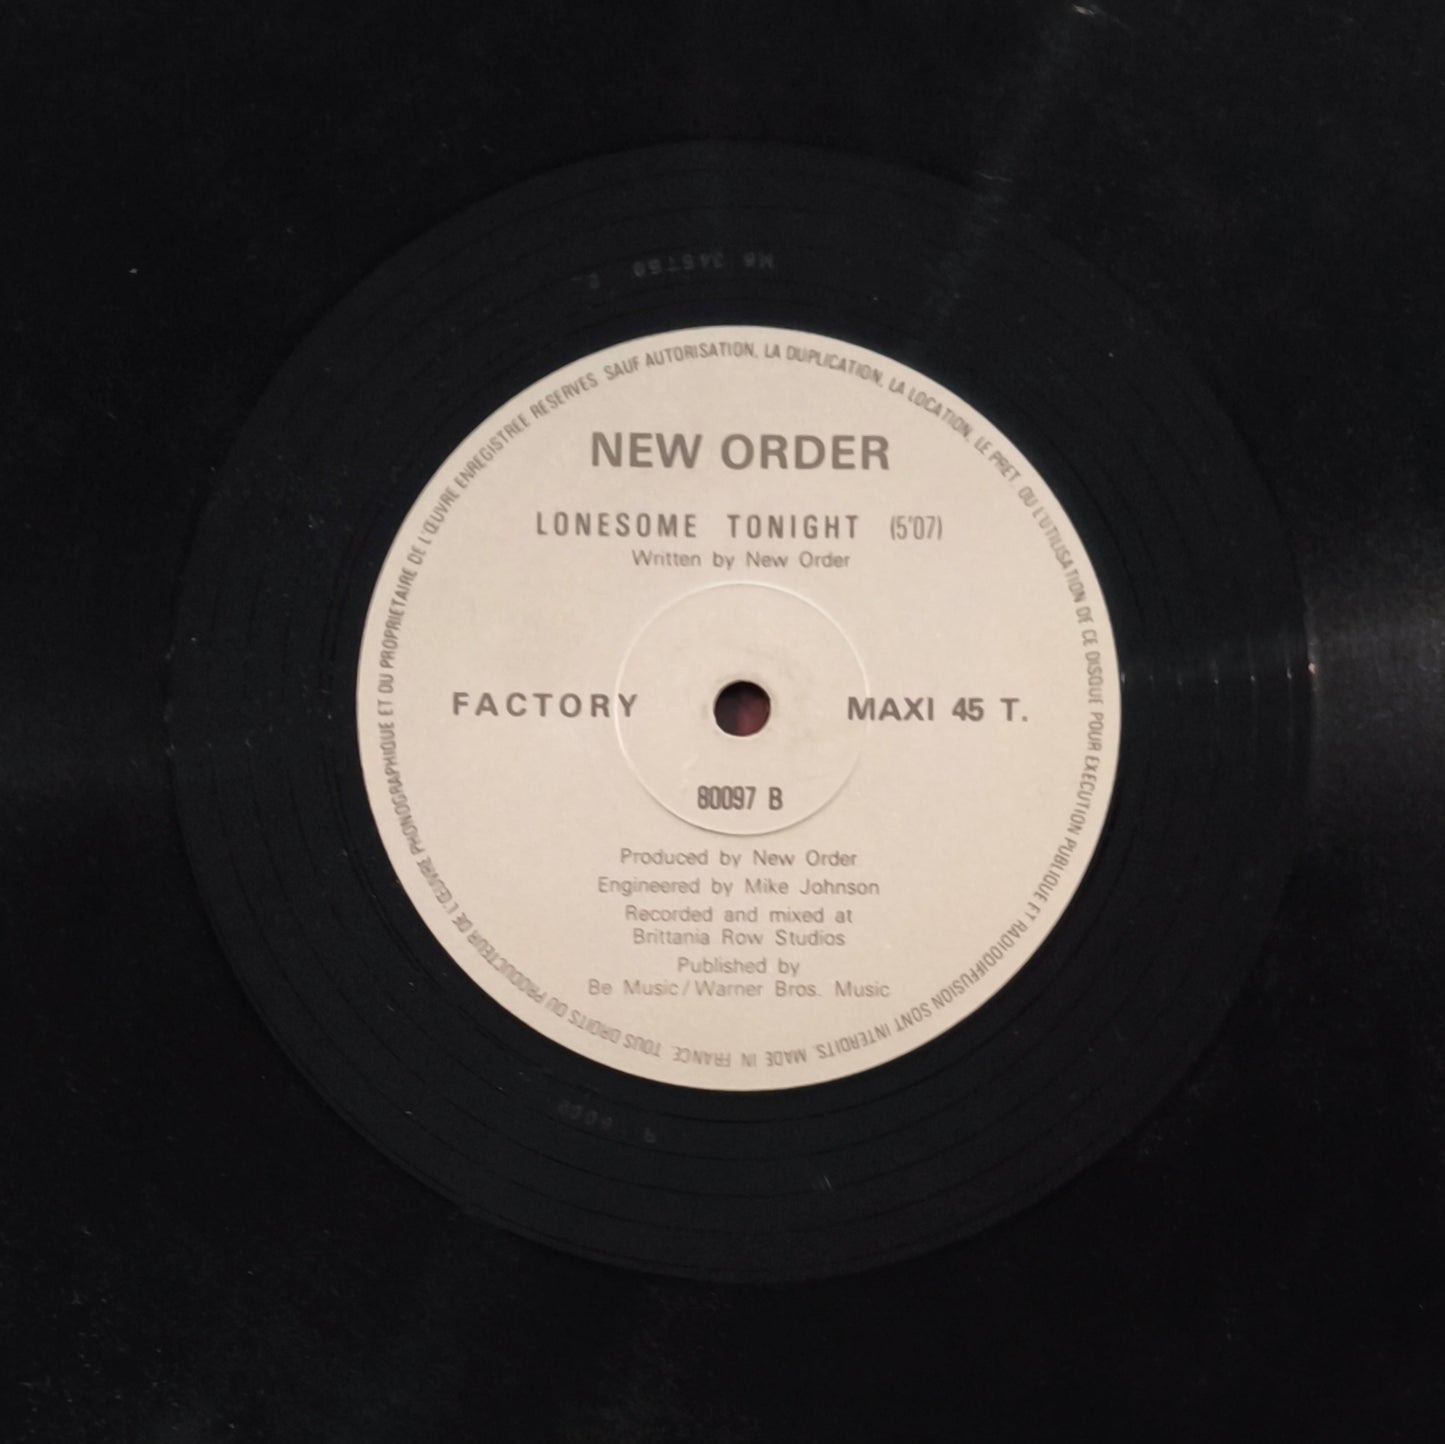 NEW ORDER
LONESOME TONIGHT (5'07)
Written by New Order
FACTORY
MAXI 45 T.
80097 B
Produced by New Order
Engineered by Mike Johnson
Recorded and mixed at
Brittania Row Studios
Published by
Be Music/Warner Bros. Music
TOUS DROITS DU PRODUCTEUR DE L'ŒUVRE PHONOGRAPHIQUE ET DU PROPRIETAIRE DE L'ŒUVRE ENREGISTREE RESERVES. SAUF AUTORISATION, LA DUPLICATION, LA LOCATION, LE PRET, OU L'UTILISATION DE CE DISQUE POUR EXECUTION PUBLIQUE ET RADIODIFFUSION SONT INTERDITS. MADE IN FRANCE.